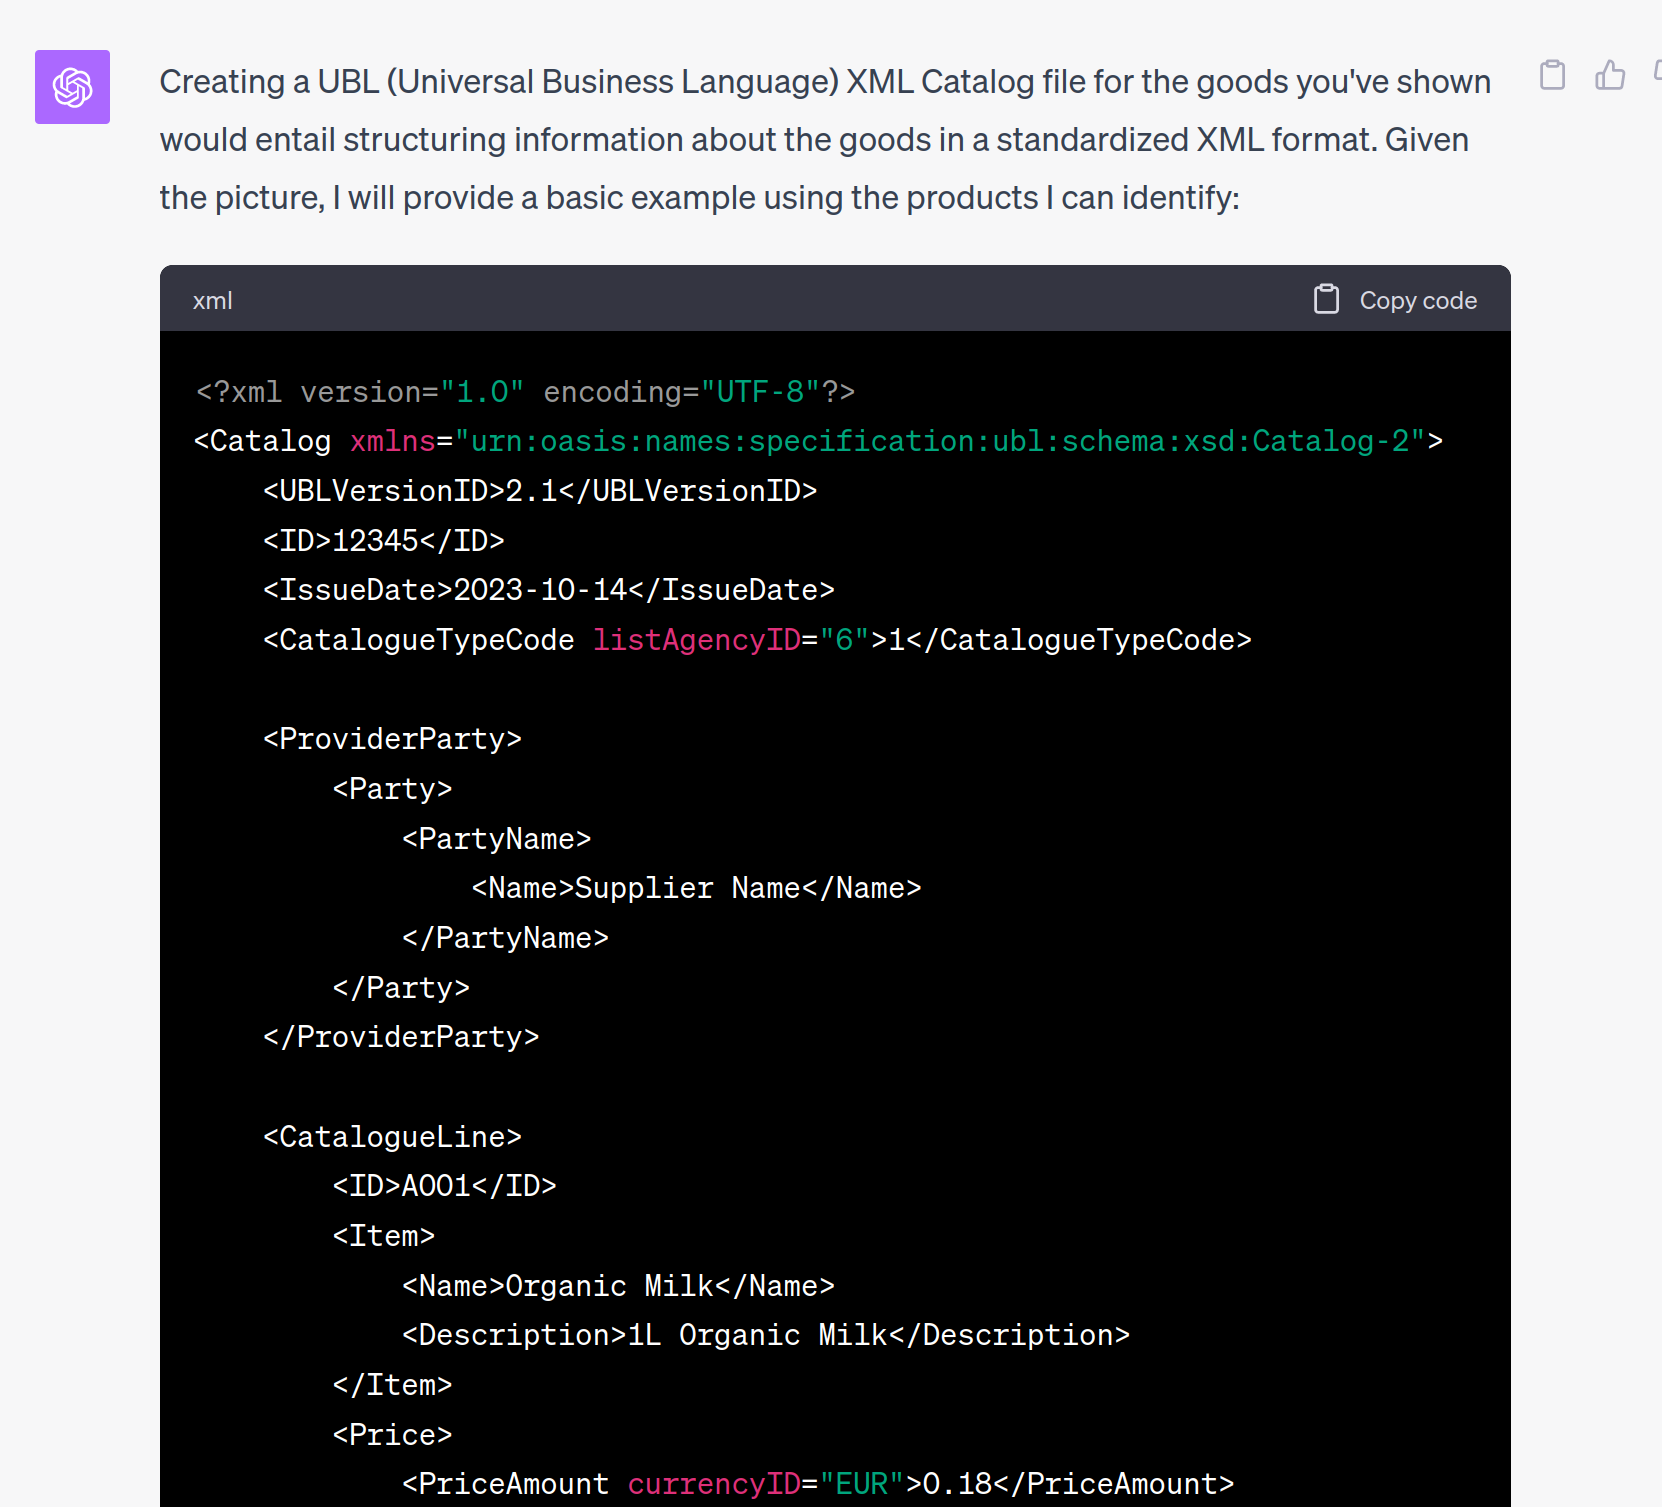 Creating a UBL (Universal Business Language) XML Catalog file for the goods you've shown
would entail structuring information about the goods in a standardized XML format. Given
the picture, I will provide a basic example using the products I can identify:
xml
Copy code
<?xml version="1.0" encoding="UTF-8"?>
<Catalog xmlns="urn:oasis:names:specification:ubl:schema:xsd:Catalog-2">
    <UBLVersionID>2.1</UBLVersionID>
    <ID>12345</ID>
    <IssueDate>2023-10-14</IssueDate>
    <CatalogueTypeCode listAgencyID="6">1</CatalogueTypeCode>
    <ProviderParty>
        <Party>
            <PartyName>
                <Name>Supplier Name</Name>
            </PartyName>
        </Party>
    </ProviderParty>
    <CatalogueLine>
        <ID>A001</ID>
        <Item>
            <Name>Organic Milk</Name>
            <Description>1L Organic Milk</Description>
        </Item>
        <Price>
            <PriceAmount currencyID="EUR">0.18</PriceAmount>